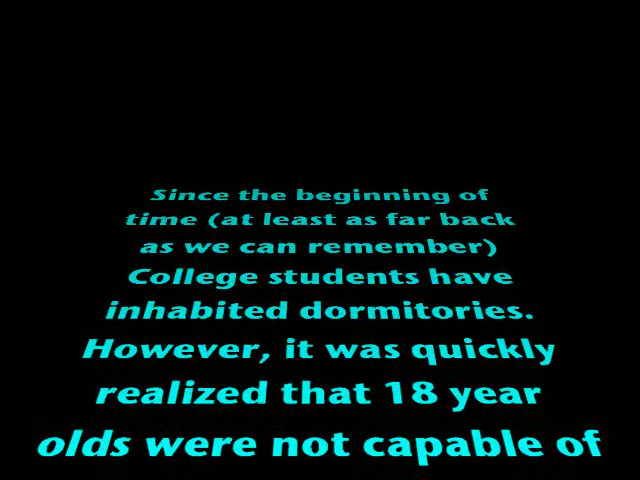 Since the beginning of
time (at least as far back
as we can remember)
College students have
inhabited dormitories.
However, it was quickly
realized that 18 year
olds were not capable of